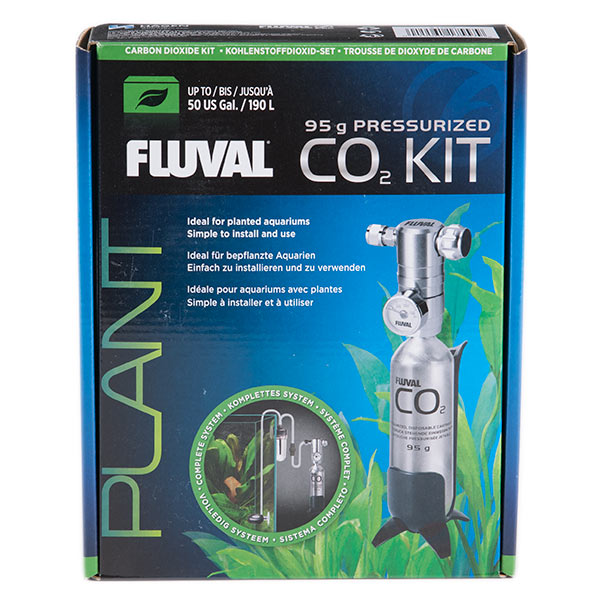 HAGEN
CARBON DIOXIDE KIT • KOHLENSTOFFDIOXID-SET • TROUSSE DE DIOXYDE DE CARBONE
UP TO / BIS / JUSQU'À
50 US Gal. / 190 L
95 g PRESSURIZED
FLUVAL® CO₂ KIT
Ideal for planted aquariums
Simple to install and use
Ideal für bepflanzte Aquarien
Einfach zu installieren und zu verwenden
Idéale pour aquariums avec plantes
Simple à installer et à utiliser
PLANT
COMPLETE SYSTEM • KOMPLETTES SYSTEM • SYSTÈME COMPLET •
VOLLEDIG SYSTEEM • SISTEMA COMPLETO •
FLUVAL
FLUVAL
FLUVAL
CO₂
95 g